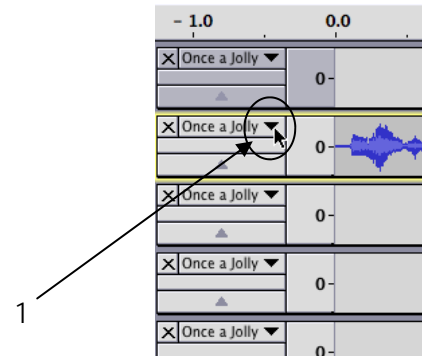 - 1.0 0.0
X Once a Jolly
0-
X Once a Jolly
0-
X Once a Jolly
0-
X Once a Jolly
0-
1
X Once a Jolly
0-